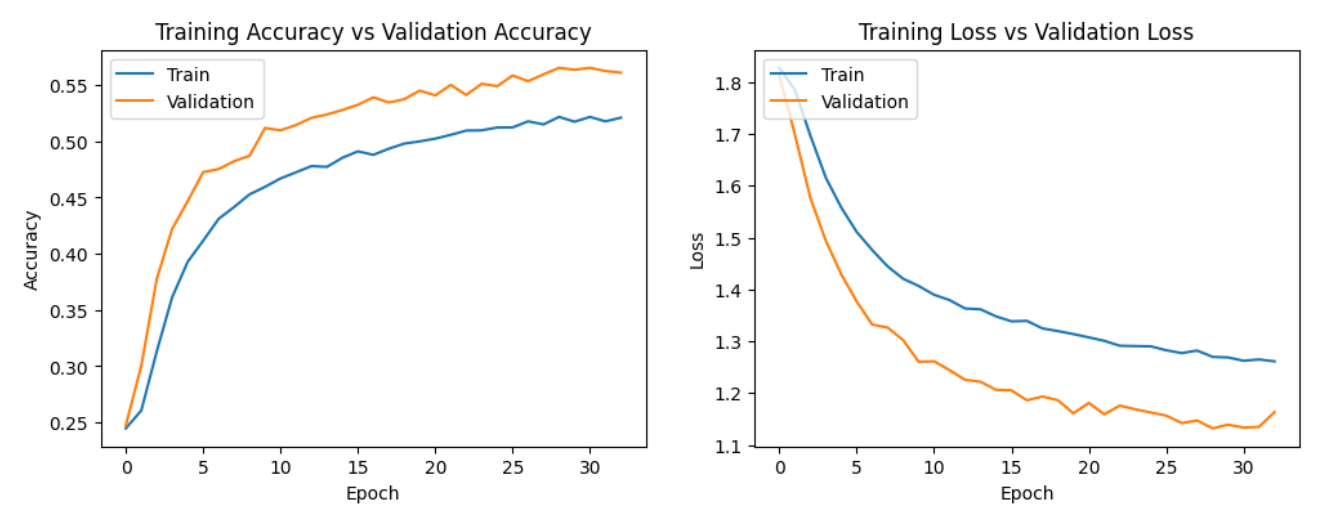 Training Accuracy vs Validation Accuracy
Train
Validation
0.55
0.50
0.45
0.40
0.35
0.30
0.25
Accuracy
0 5 10 15 20 25 30
Epoch
Training Loss vs Validation Loss
Train
Validation
1.8
1.7
1.6
1.5
1.4
1.3
1.2
1.1
Loss
0 5 10 15 20 25 30
Epoch